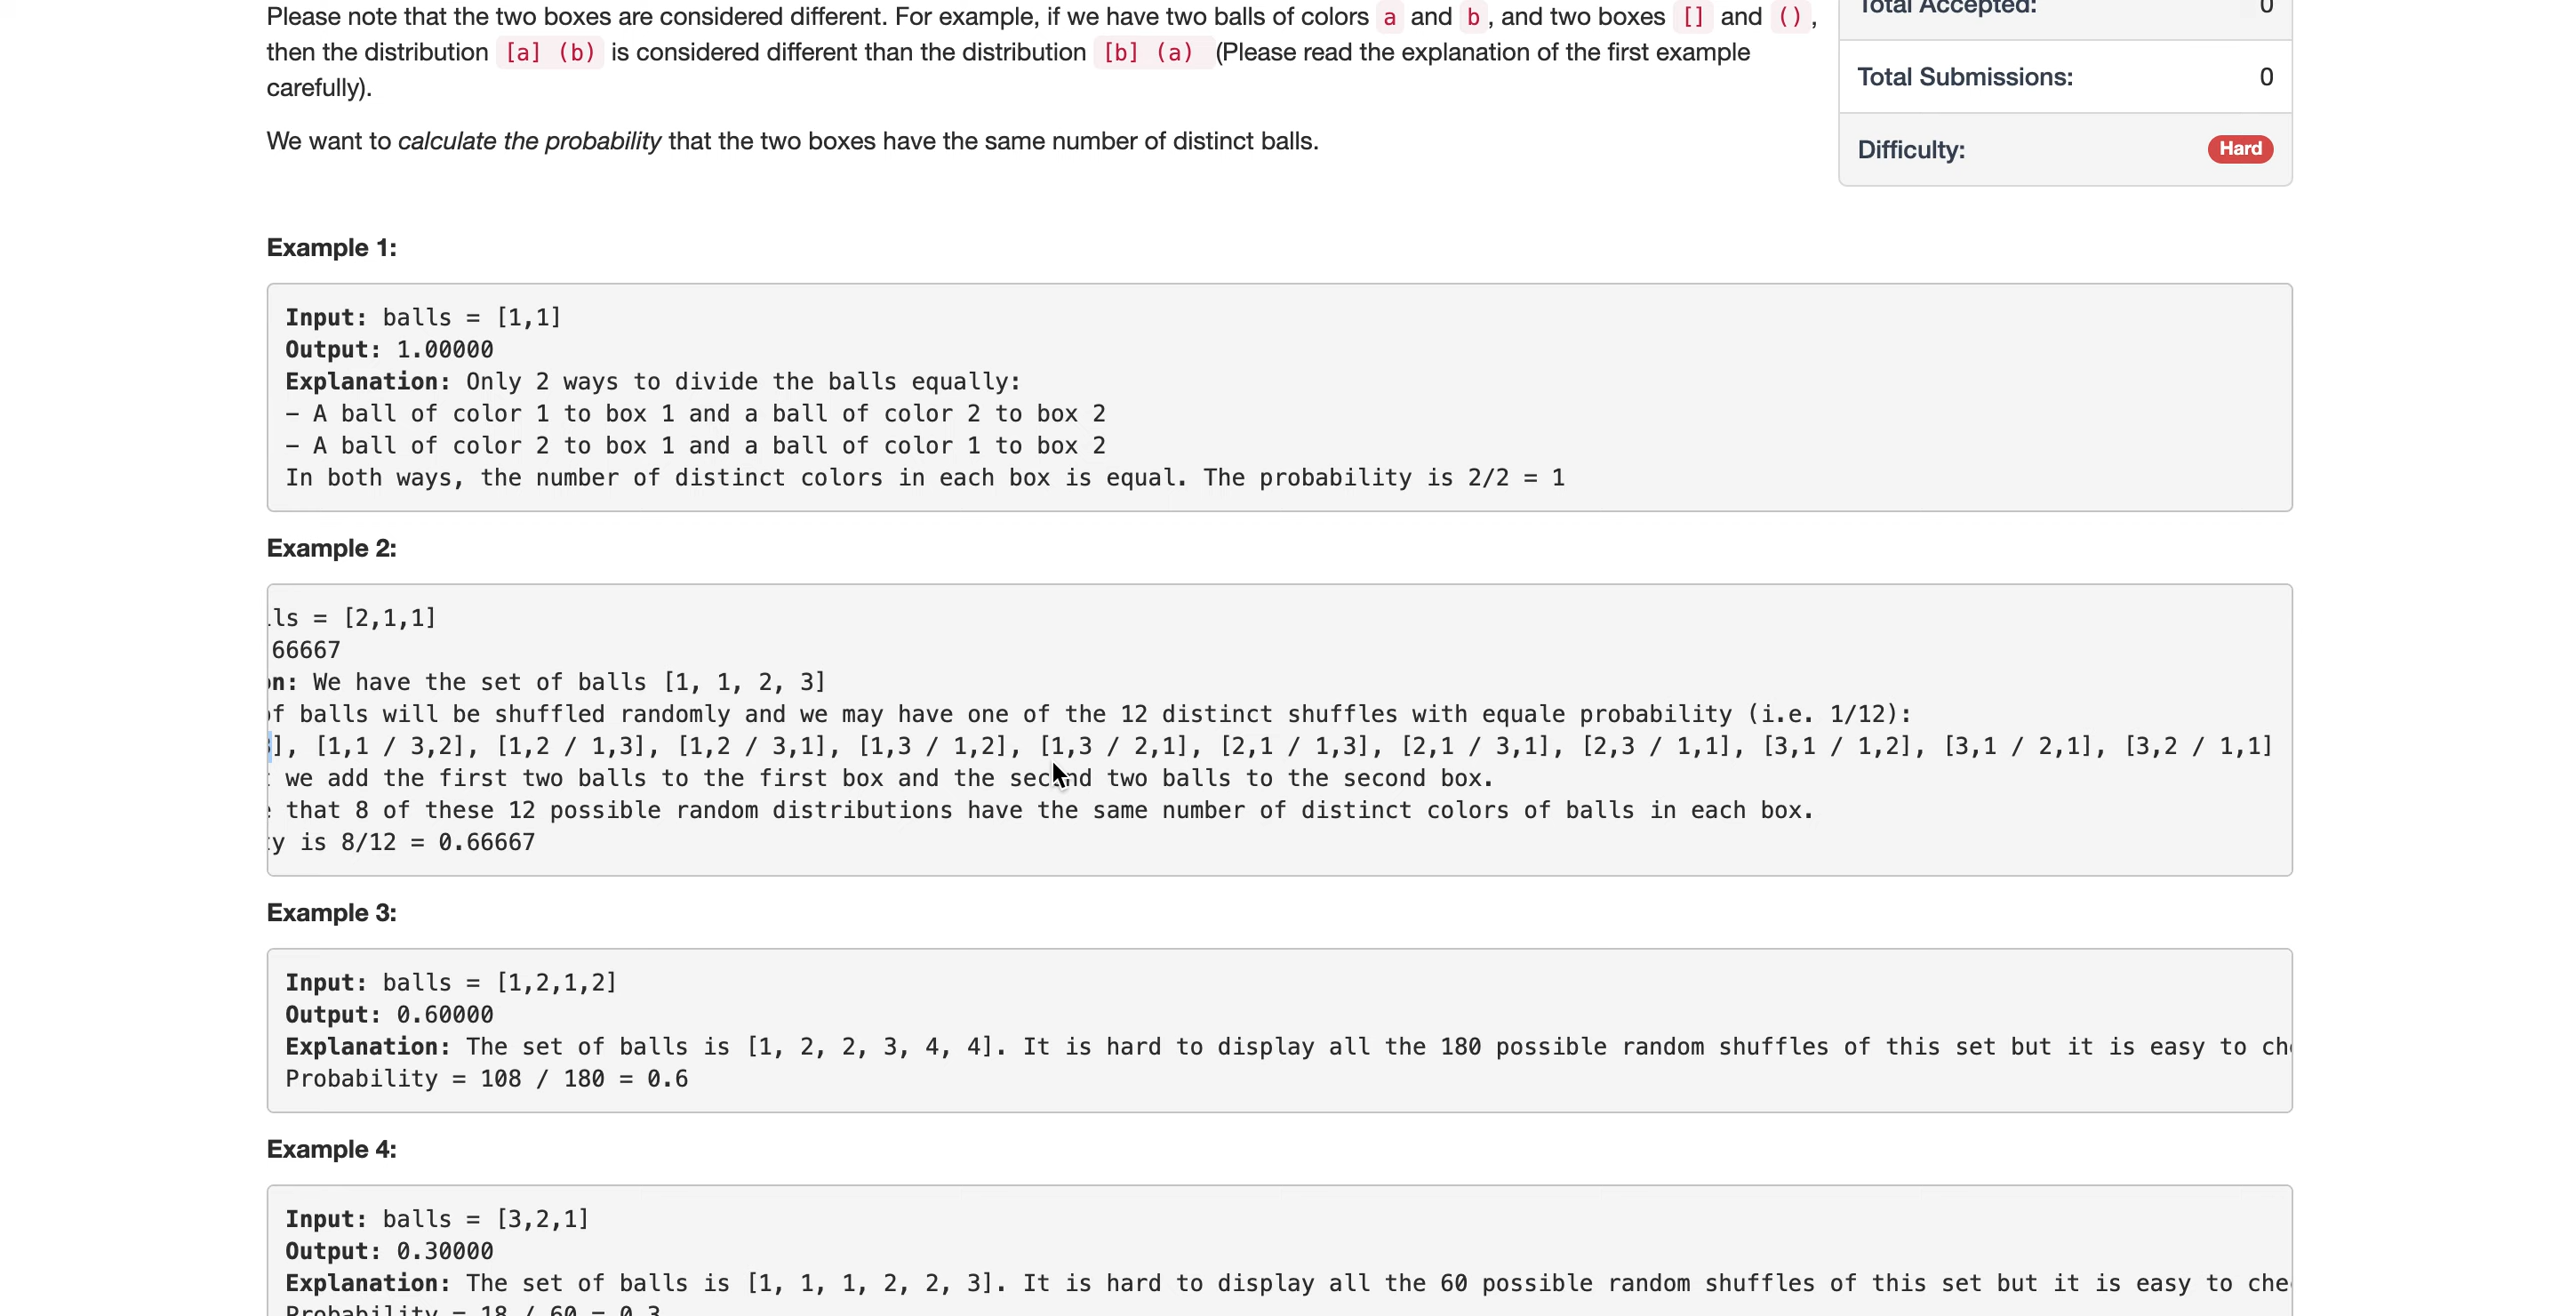 Please note that the two boxes are considered different. For example, if we have two balls of colors a and b, and two boxes [] and (),
then the distribution [a] (b) is considered different than the distribution [b] (a) (Please read the explanation of the first example
carefully).
We want to calculate the probability that the two boxes have the same number of distinct balls.
Total Accepted: 0
Total Submissions: 0
Difficulty: Hard
Example 1:
Input: balls = [1,1]
Output: 1.00000
Explanation: Only 2 ways to divide the balls equally:
- A ball of color 1 to box 1 and a ball of color 2 to box 2
- A ball of color 2 to box 1 and a ball of color 1 to box 2
In both ways, the number of distinct colors in each box is equal. The probability is 2/2 = 1
Example 2:
ls = [2,1,1]
66667
n: We have the set of balls [1, 1, 2, 3]
of balls will be shuffled randomly and we may have one of the 12 distinct shuffles with equale probability (i.e. 1/12):
], [1,1 / 3,2], [1,2 / 1,3], [1,2 / 3,1], [1,3 / 1,2], [1,3 / 2,1], [2,1 / 1,3], [2,1 / 3,1], [2,3 / 1,1], [3,1 / 1,2], [3,1 / 2,1], [3,2 / 1,1]
we add the first two balls to the first box and the second two balls to the second box.
that 8 of these 12 possible random distributions have the same number of distinct colors of balls in each box.
y is 8/12 = 0.66667
Example 3:
Input: balls = [1,2,1,2]
Output: 0.60000
Explanation: The set of balls is [1, 2, 2, 3, 4, 4]. It is hard to display all the 180 possible random shuffles of this set but it is easy to ch
Probability = 108 / 180 = 0.6
Example 4:
Input: balls = [3,2,1]
Output: 0.30000
Explanation: The set of balls is [1, 1, 1, 2, 2, 3]. It is hard to display all the 60 possible random shuffles of this set but it is easy to che
Probability = 18 / 60 = 0.3